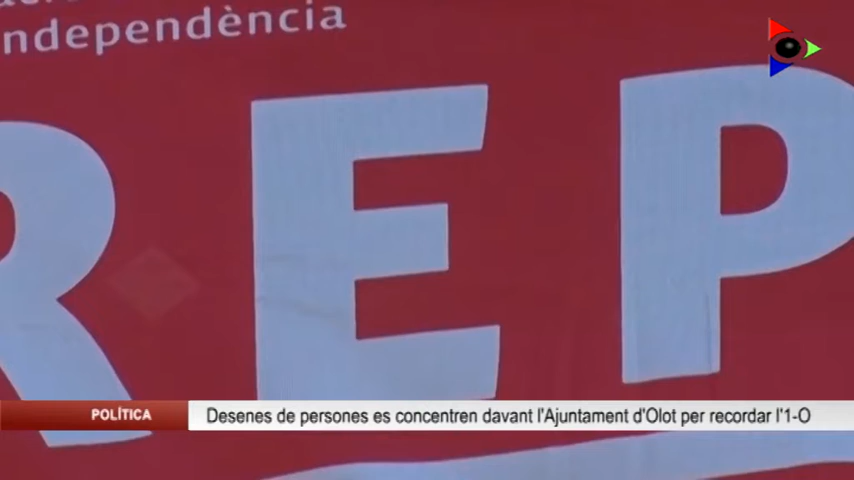 independència
REP
POLÍTICA
Desenes de persones es concentren davant l'Ajuntament d'Olot per recordar l'1-O